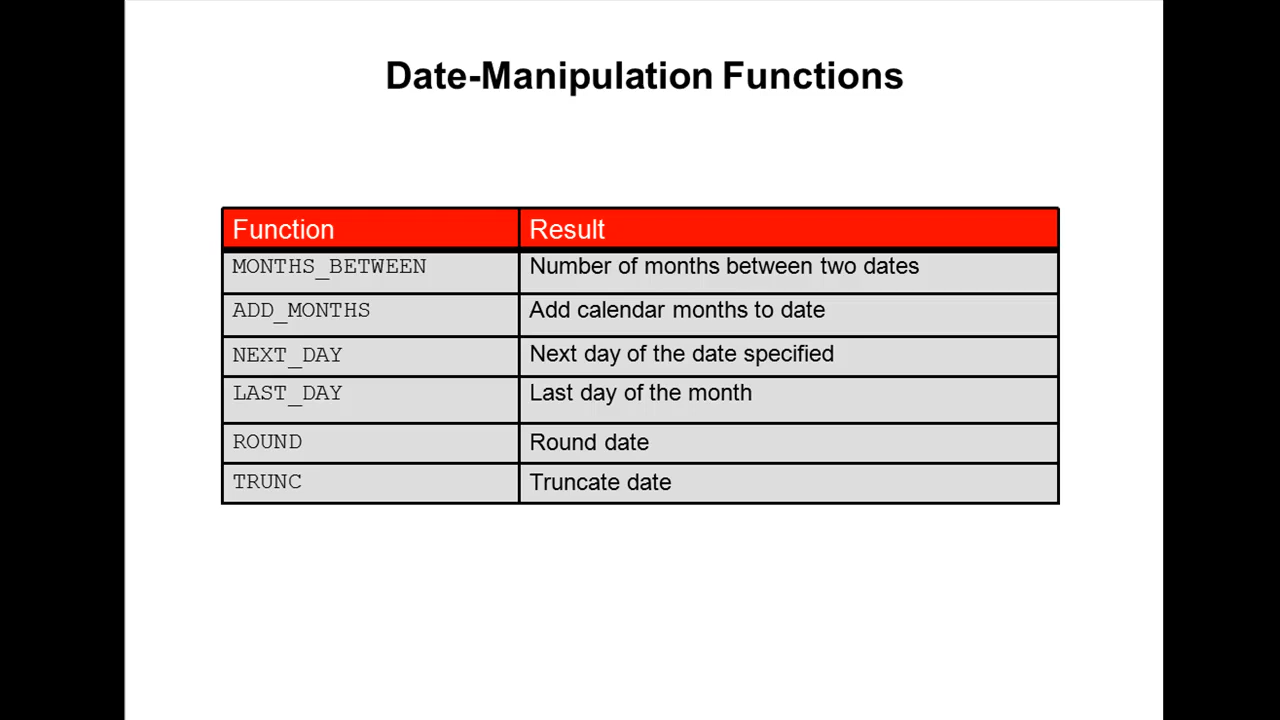 Date-Manipulation Functions
Function Result
MONTHS_BETWEEN Number of months between two dates
ADD_MONTHS Add calendar months to date
NEXT_DAY Next day of the date specified
LAST_DAY Last day of the month
ROUND Round date
TRUNC Truncate date